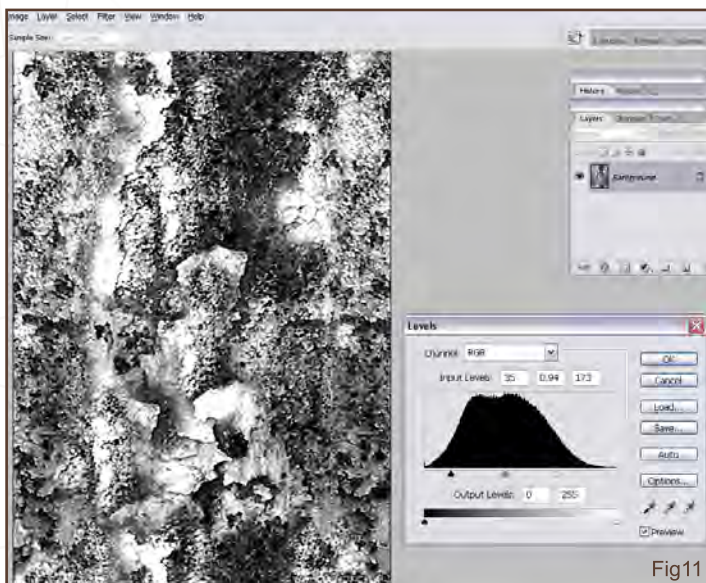 Image Layer Select Filter View Window Help
Sample Size:
History
Layers
Background
Levels
Channel: RGB
OK
Input Levels: 35 0.94 173
Cancel
Load...
Save...
Auto
Options...
Output Levels: 0 255
Preview
Fig11